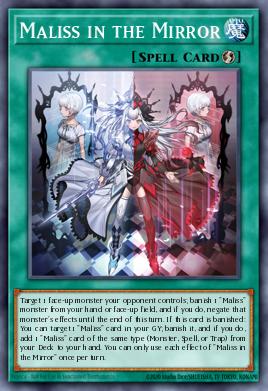 Maliss in the Mirror 魔
[Spell Card]
Target 1 face-up monster your opponent controls; banish 1 "Maliss"
monster from your hand or face-up field, and if you do, negate that
monster's effects until the end of this turn. If this card is banished:
You can target 1 "Maliss" card in your GY; banish it, and if you do,
add 1 "Maliss" card of the same type (Monster, Spell, or Trap) from
your Deck to your hand. You can only use each effect of "Maliss in
the Mirror" once per turn.